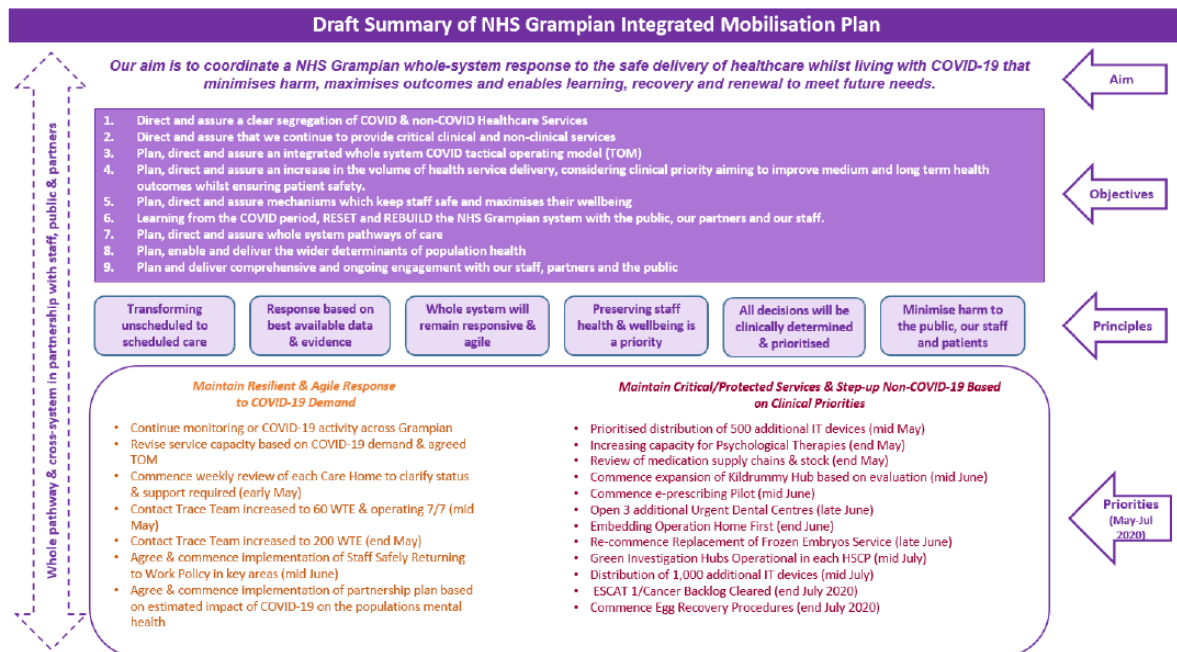 Draft Summary of NHS Grampian Integrated Mobilisation Plan
Whole pathway & cross-system in partnership with staff, public & partners
Our aim is to coordinate a NHS Grampian whole-system response to the safe delivery of healthcare whilst living with COVID-19 that
minimises harm, maximises outcomes and enables learning, recovery and renewal to meet future needs.
Aim
1. Direct and assure a clear segregation of COVID & non-COVID Healthcare Services
2. Direct and assure that we continue to provide critical clinical and non-clinical services
3. Plan, direct and assure an integrated whole system COVID tactical operating model (TOM)
4. Plan, direct and assure an increase in the volume of health service delivery, considering clinical priority aiming to improve medium and long term health
outcomes whilst ensuring patient safety.
5. Plan, direct and assure mechanisms which keep staff safe and maximises their wellbeing
6. Learning from the COVID period, RESET and REBUILD the NHS Grampian system with the public, our partners and our staff.
7. Plan, direct and assure whole system pathways of care
8. Plan, enable and deliver the wider determinants of population health
9. Plan and deliver comprehensive and ongoing engagement with our staff, partners and the public
Objectives
Transforming
unscheduled to
scheduled care
Response based on
best available data
& evidence
Whole system will
remain responsive &
agile
Preserving staff
health & wellbeing is
a priority
All decisions will be
clinically determined
& prioritised
Minimise harm to
the public, our staff
and patients
Principles
Maintain Resilient & Agile Response
to COVID-19 Demand
• Continue monitoring or COVID-19 activity across Grampian
• Revise service capacity based on COVID-19 demand & agreed
TOM
• Commence weekly review of each Care Home to clarify status
& support required (early May)
• Contact Trace Team increased to 60 WTE & operating 7/7 (mid
May)
• Contact Trace Team increased to 200 WTE (end May)
• Agree & commence implementation of Staff Safely Returning
to Work Policy in key areas (mid June)
• Agree & commence implementation of partnership plan based
on estimated impact of COVID-19 on the populations mental
health
Maintain Critical/Protected Services & Step-up Non-COVID-19 Based
on Clinical Priorities
• Prioritised distribution of 500 additional IT devices (mid May)
• Increasing capacity for Psychological Therapies (end May)
• Review of medication supply chains & stock (end May)
• Commence expansion of Kildrummy Hub based on evaluation (mid June)
• Commence e-prescribing Pilot (mid June)
• Open 3 additional Urgent Dental Centres (late June)
• Embedding Operation Home First (end June)
• Re-commence Replacement of Frozen Embryos Service (late June)
• Green Investigation Hubs Operational in each HSCP (mid July)
• Distribution of 1,000 additional IT devices (mid July)
• ESCAT 1/Cancer Backlog Cleared (end July 2020)
• Commence Egg Recovery Procedures (end July 2020)
Priorities
(May-Jul
2020)